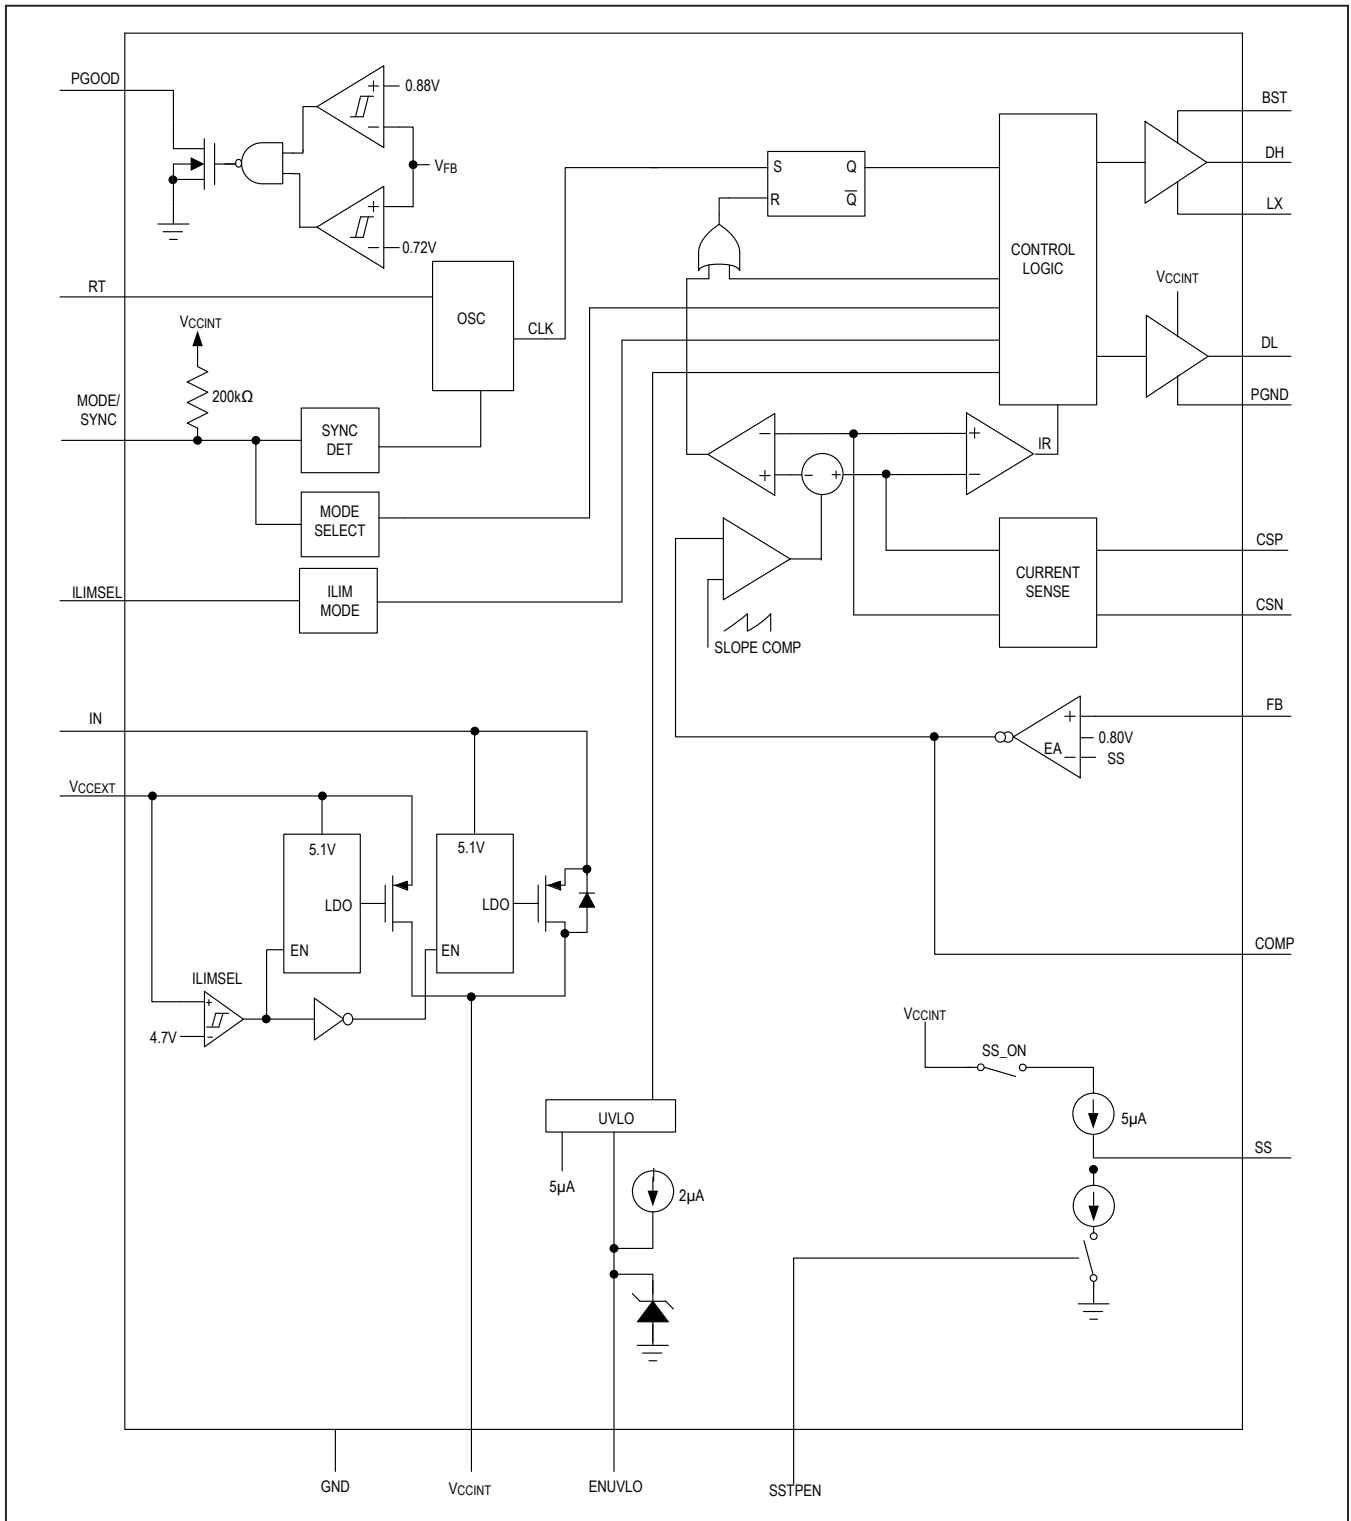 PGOOD
+
0.88V
−
VFB
+
−
0.72V
RT
OSC
CLK
S
Q
R
Q̅
CONTROL
LOGIC
BST
DH
LX
VCCINT
DL
PGND
VCCINT
200kΩ
MODE/
SYNC
SYNC
DET
MODE
SELECT
ILIMSEL
ILIM
MODE
−
+
−
+
+
−
IR
SLOPE COMP
CURRENT
SENSE
CSP
CSN
IN
VCCEXT
5.1V
LDO
EN
5.1V
LDO
EN
ILIMSEL
+
4.7V
−
FB
+
EA
0.80V
−
SS
COMP
VCCINT
SS_ON
5µA
SS
UVLO
5µA
2µA
GND
VCCINT
ENUVLO
SSTPEN